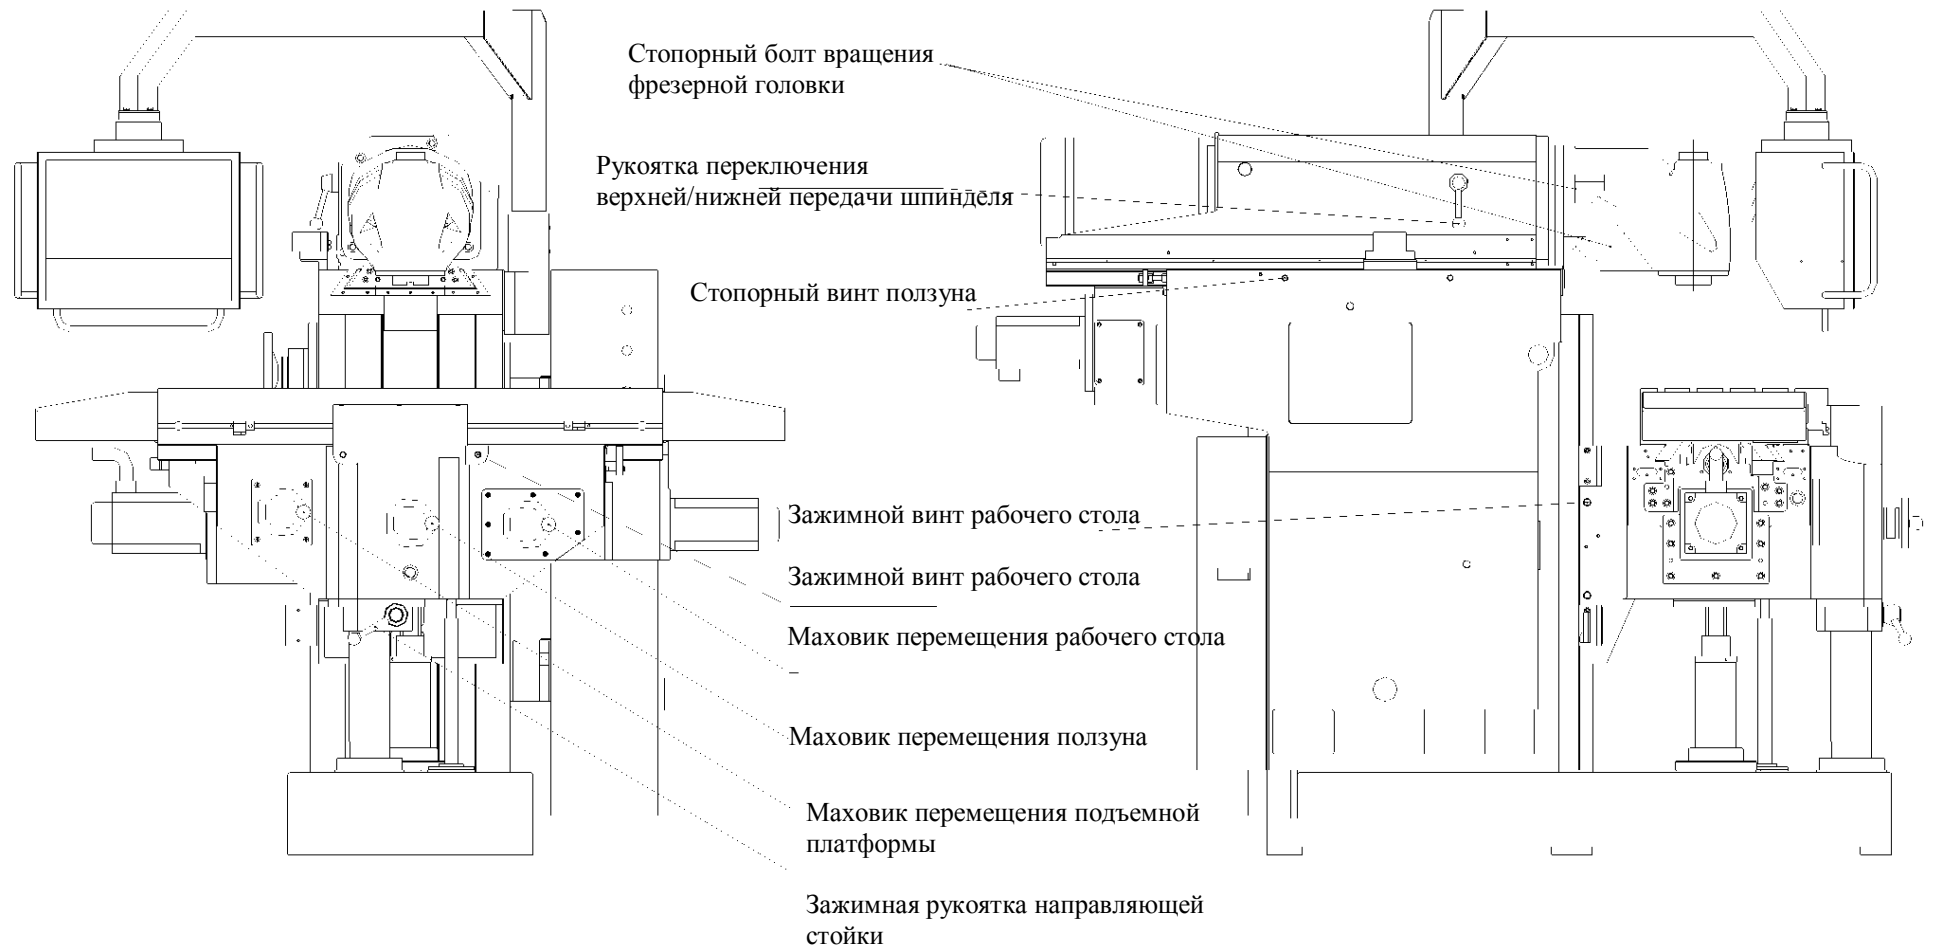 Стопорный болт вращения
фрезерной головки
Рукоятка переключения
верхней/нижней передачи шпинделя
Стопорный винт ползуна
Зажимной винт рабочего стола
Зажимной винт рабочего стола
Маховик перемещения рабочего стола
Маховик перемещения ползуна
Маховик перемещения подъемной
платформы
Зажимная рукоятка направляющей
стойки